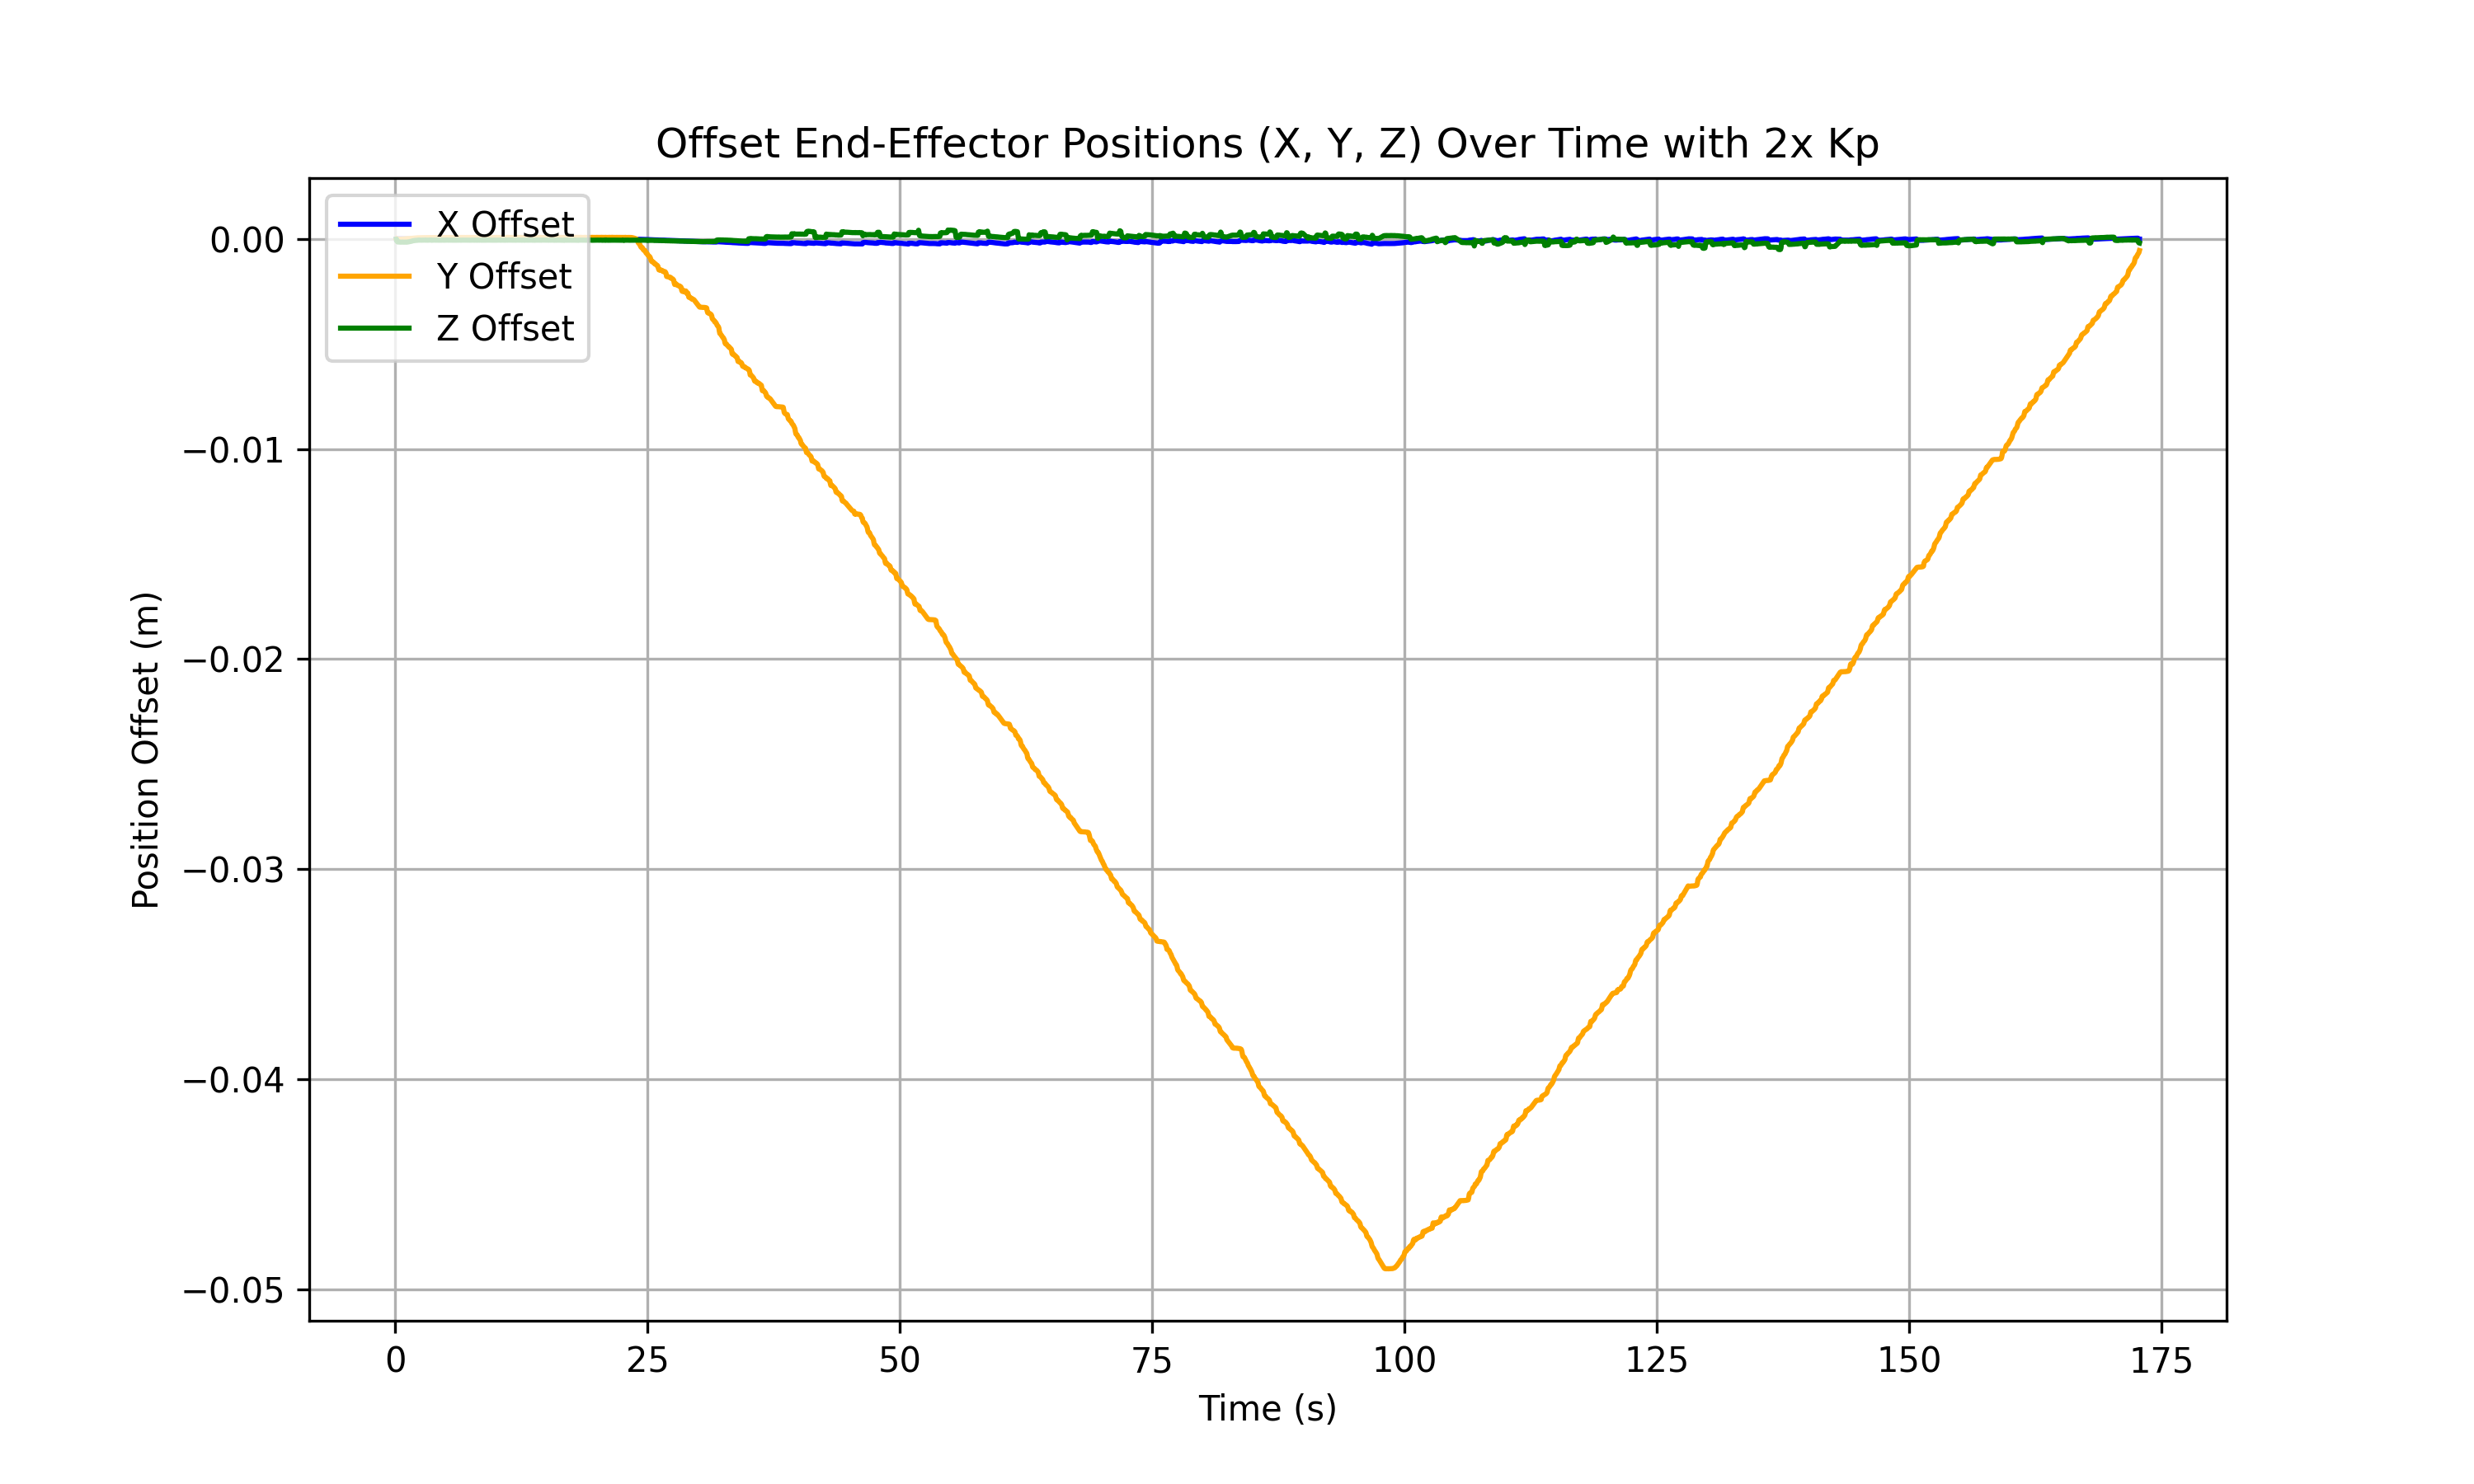 Offset End-Effector Positions (X, Y, Z) Over Time with 2x Kp
X Offset
Y Offset
Z Offset
0.00
−0.01
−0.02
−0.03
−0.04
−0.05
Position Offset (m)
0 25 50 75 100 125 150 175
Time (s)